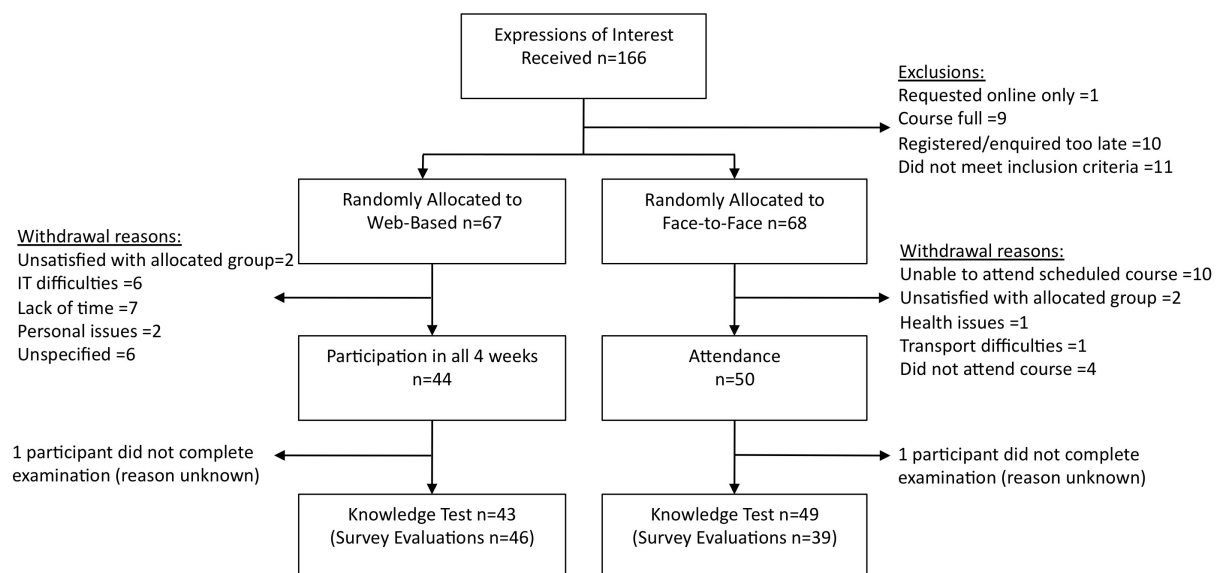 Expressions of Interest
Received n=166
Exclusions:
Requested online only =1
Course full =9
Registered/enquired too late =10
Did not meet inclusion criteria =11
Randomly Allocated to
Web-Based n=67
Randomly Allocated to
Face-to-Face n=68
Withdrawal reasons:
Unsatisfied with allocated group=2
IT difficulties =6
Lack of time =7
Personal issues =2
Unspecified =6
Withdrawal reasons:
Unable to attend scheduled course =10
Unsatisfied with allocated group =2
Health issues =1
Transport difficulties =1
Did not attend course =4
Participation in all 4 weeks
n=44
Attendance
n=50
1 participant did not complete
examination (reason unknown)
1 participant did not complete
examination (reason unknown)
Knowledge Test n=43
(Survey Evaluations n=46)
Knowledge Test n=49
(Survey Evaluations n=39)